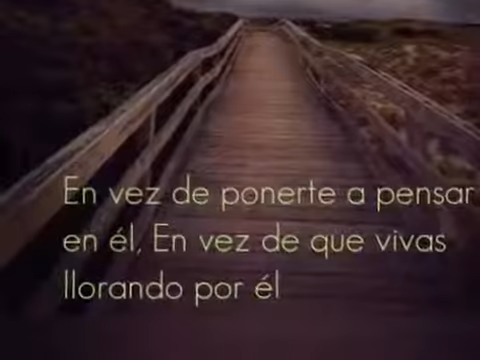 En vez de ponerte a pensar
en él, En vez de que vivas
llorando por él